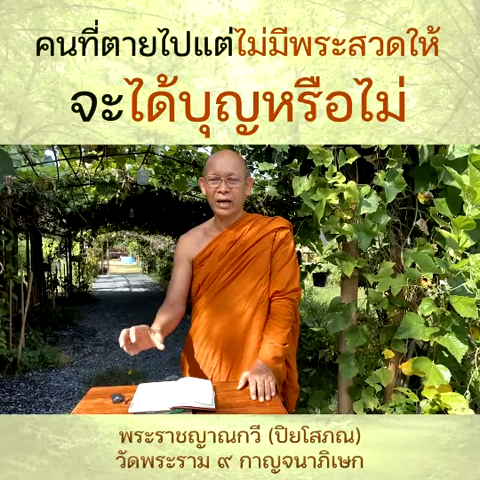 คนที่ตายไปแต่ไม่มีพระสวดให้
จะได้บุญหรือไม่
พระราชญาณกวี (ปิยโสภณ)
วัดพระราม ๙ กาญจนาภิเษก